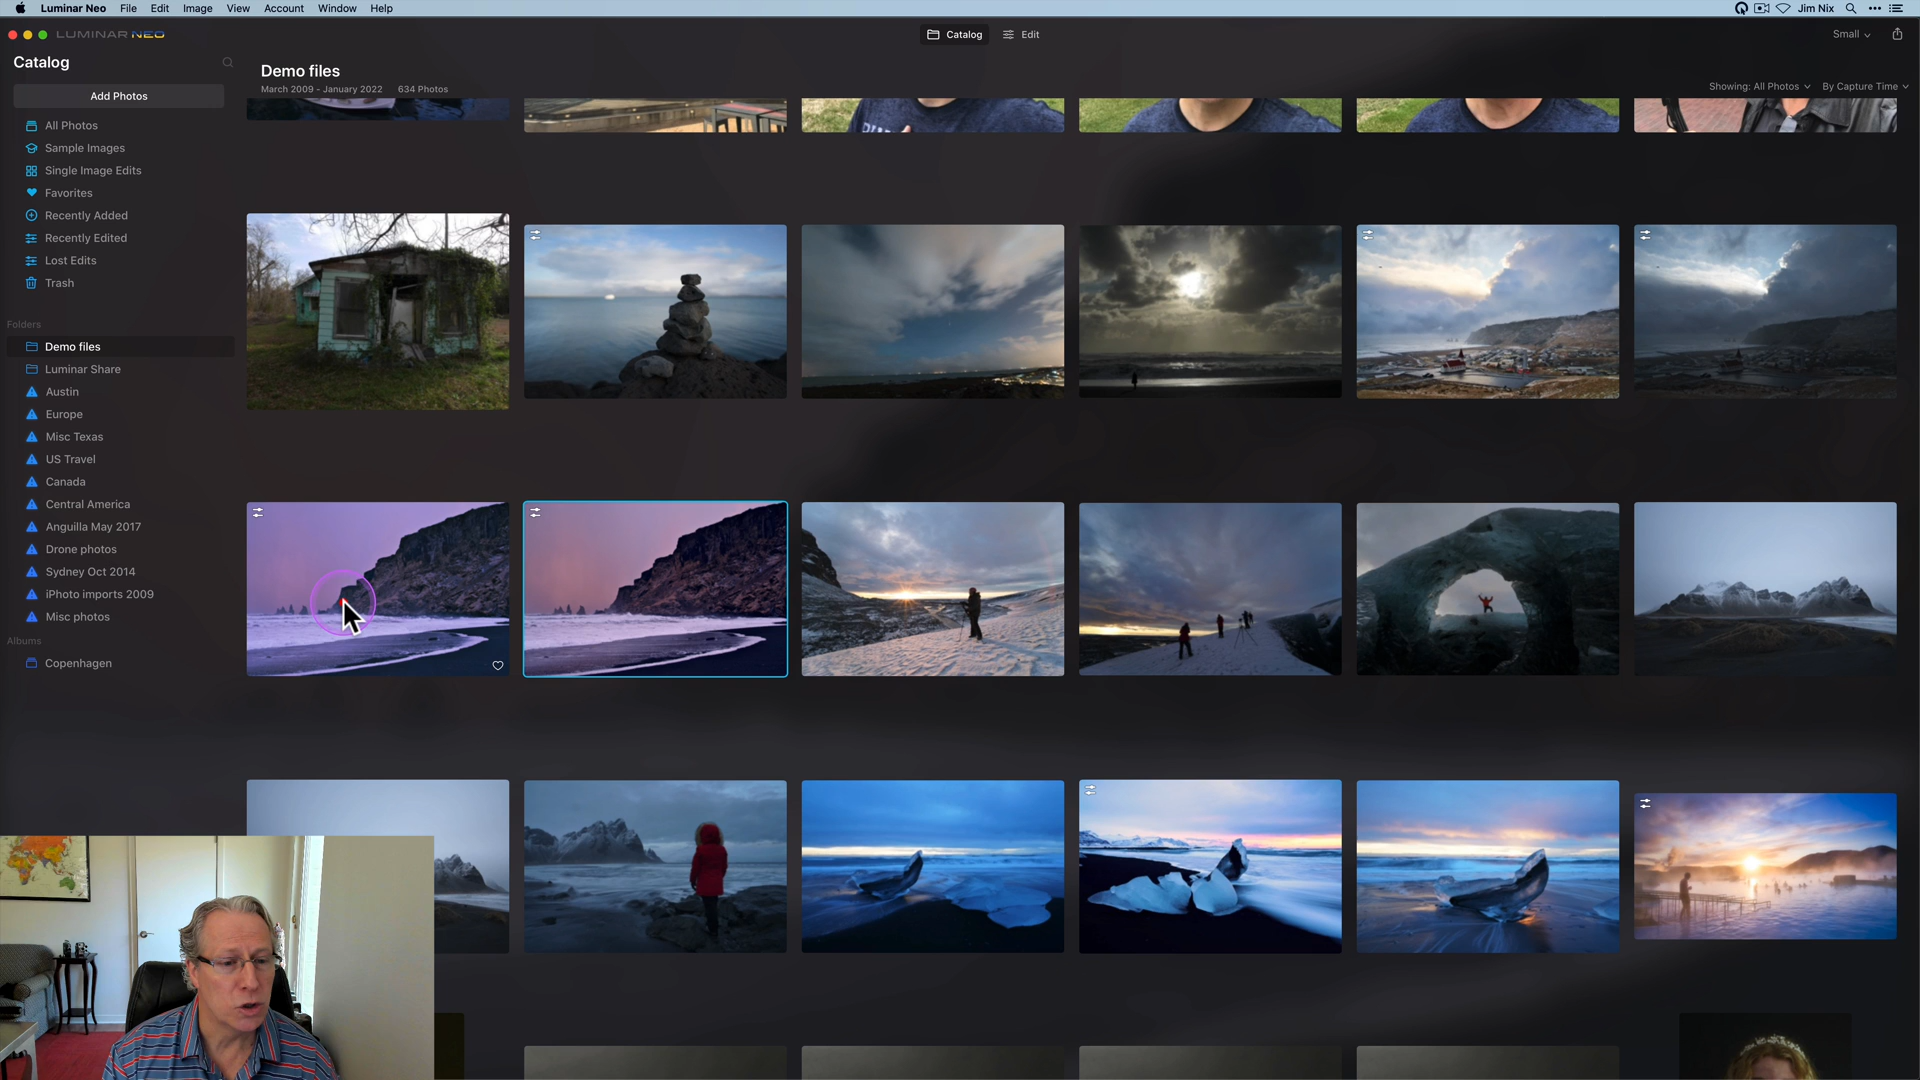 Luminar Neo File Edit Image View Account Window Help
Jim Nix
LUMINAR NEO
Catalog Edit
Small
Catalog
Add Photos
Demo files
March 2009 - January 2022 634 Photos
Showing: All Photos By Capture Time
All Photos
Sample Images
Single Image Edits
Favorites
Recently Added
Recently Edited
Lost Edits
Trash
Folders
Demo files
Luminar Share
Austin
Europe
Misc Texas
US Travel
Canada
Central America
Anguilla May 2017
Drone photos
Sydney Oct 2014
iPhoto imports 2009
Misc photos
Albums
Copenhagen